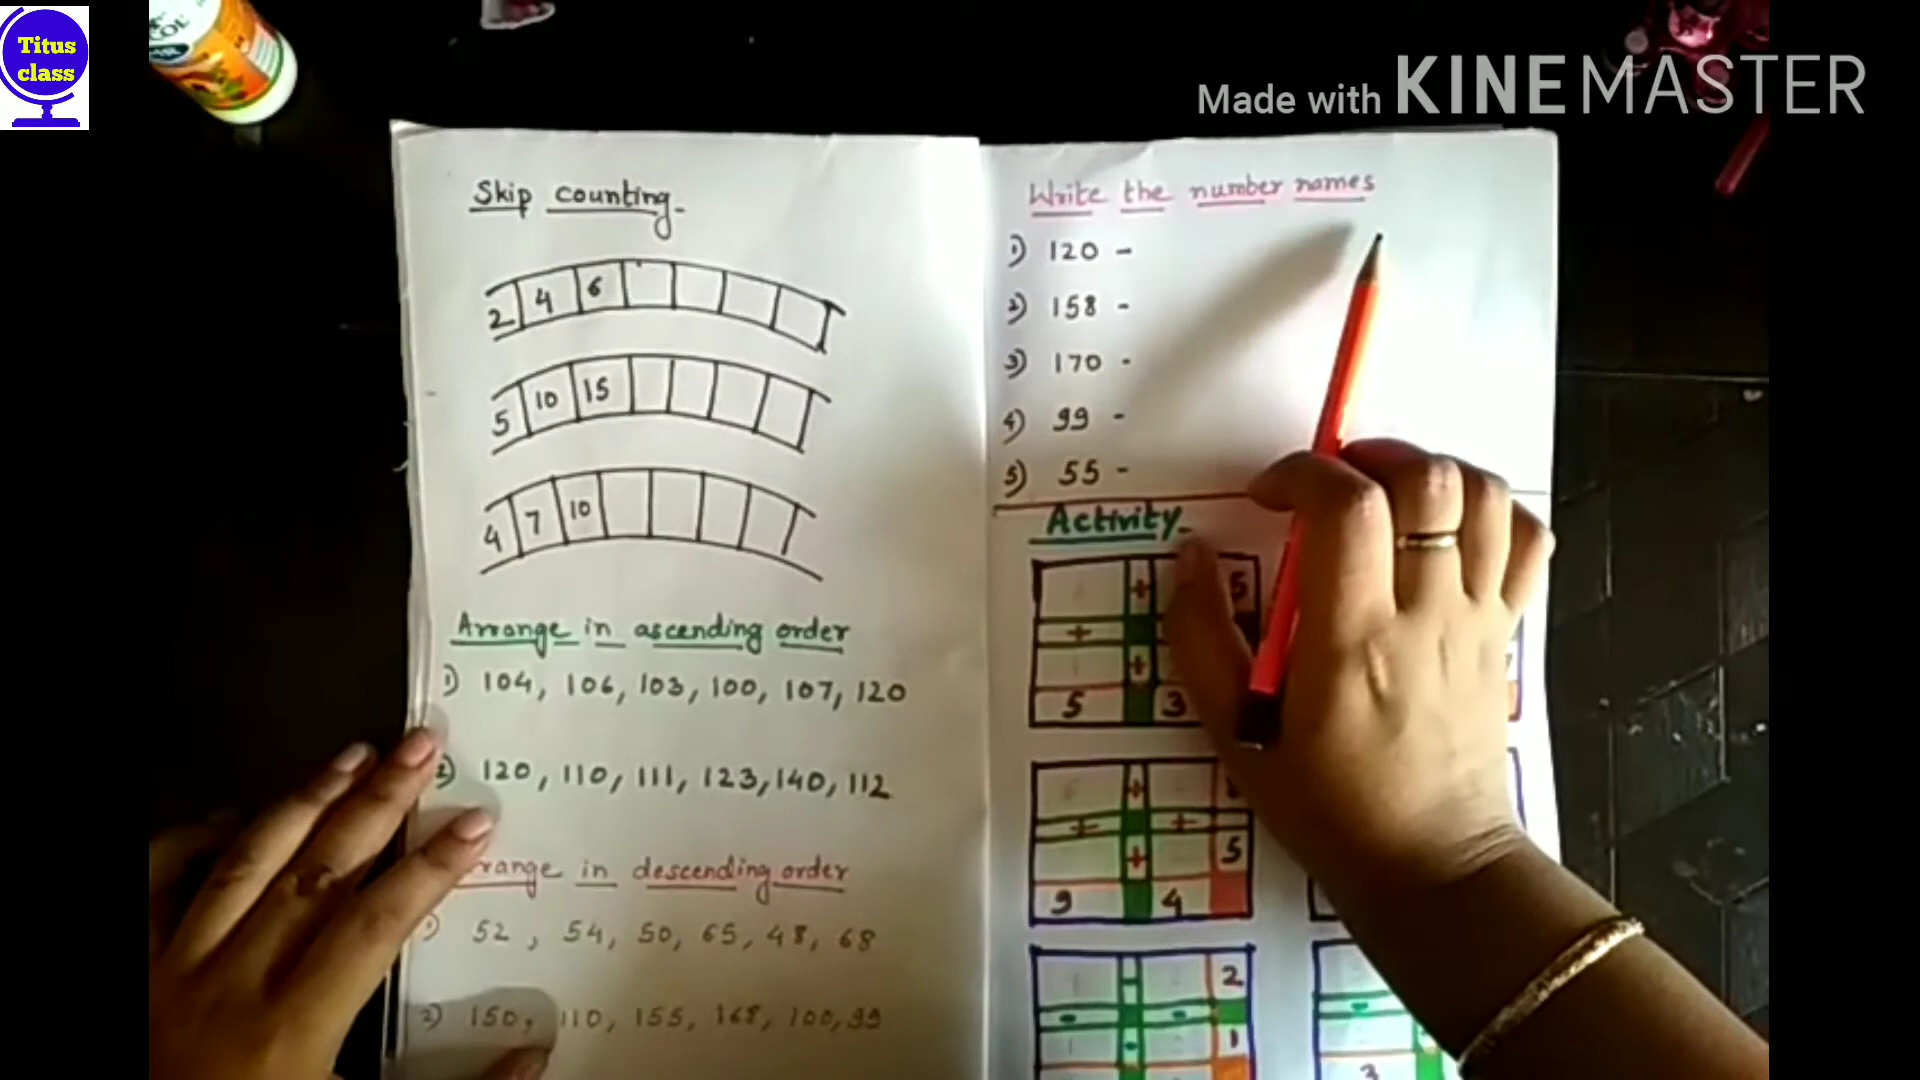 Titus
class
Made with KINEMASTER
Skip counting
2 4 6
5 10 15
4 7 10
Arrange in ascending order
1) 104, 106, 103, 100, 107, 120
2) 120, 110, 111, 123, 140, 112
in descending order
1) 52, 54, 50, 65, 48, 68
2) 150, 110, 155, 168, 100, 99
Write the number names
1) 120 -
2) 158 -
3) 170 -
4) 99 -
5) 55 -
Activity
+ 5
+
+
5 3
+
+ +
+ 5
9 4
- 2
- -
- 1
-
3